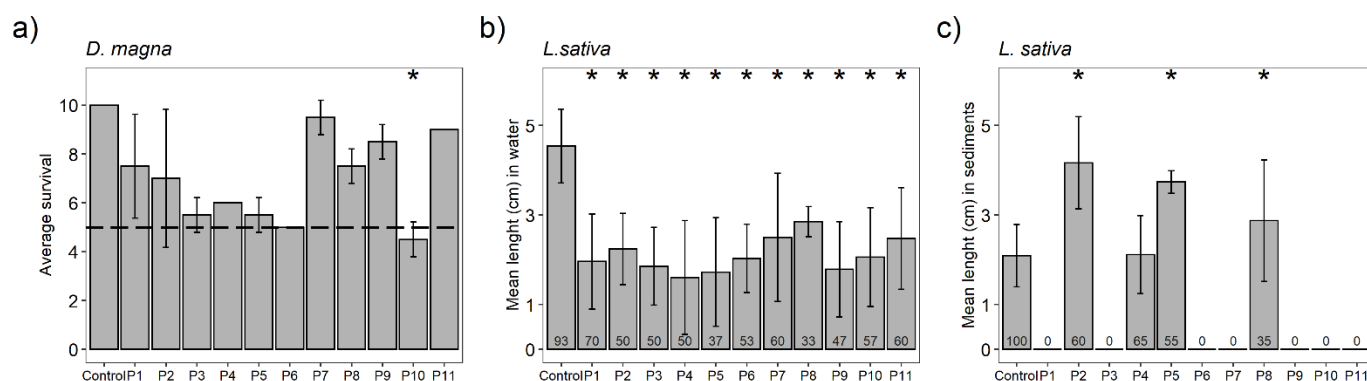 a)
D. magna
*
Average survival
10
8
6
4
2
0
Control P1 P2 P3 P4 P5 P6 P7 P8 P9 P10 P11
b)
L.sativa
* * * * * * * * * * *
Mean lenght (cm) in water
5
3
1
0
93 70 50 50 50 37 53 60 33 47 57 60
Control P1 P2 P3 P4 P5 P6 P7 P8 P9 P10 P11
c)
L. sativa
* * *
Mean lenght (cm) in sediments
5
3
1
0
100 0 60 0 65 55 0 0 35 0 0 0
Control P1 P2 P3 P4 P5 P6 P7 P8 P9 P10 P11